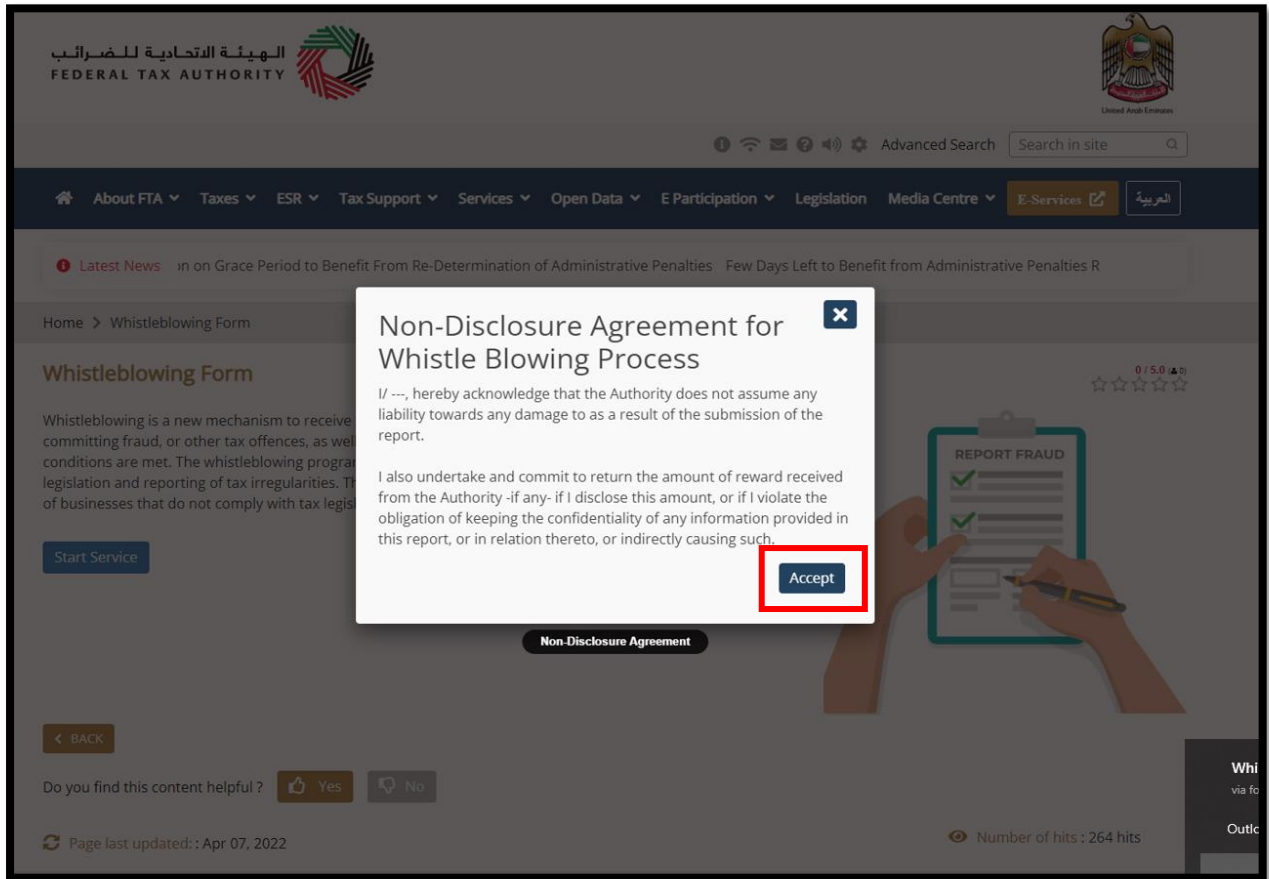 الهيئة الاتحادية للضرائب
FEDERAL TAX AUTHORITY
United Arab Emirates
Advanced Search
Search in site
About FTA Taxes ESR Tax Support Services Open Data E Participation Legislation Media Centre E-Services العربية
Latest News on on Grace Period to Benefit From Re-Determination of Administrative Penalties Few Days Left to Benefit from Administrative Penalties R
Home > Whistleblowing Form
Non-Disclosure Agreement for
Whistle Blowing Process
I/ ---, hereby acknowledge that the Authority does not assume any
liability towards any damage to as a result of the submission of the
report.
I also undertake and commit to return the amount of reward received
from the Authority -if any- if I disclose this amount, or if I violate the
obligation of keeping the confidentiality of any information provided in
this report, or in relation thereto, or indirectly causing such.
Accept
Non-Disclosure Agreement
Whistleblowing Form
0 / 5.0 (0)
Whistleblowing is a new mechanism to receive
committing fraud, or other tax offences, as wel
conditions are met. The whistleblowing progra
legislation and reporting of tax irregularities. T
of businesses that do not comply with tax legis
REPORT FRAUD
Start Service
< BACK
Do you find this content helpful ? Yes No
Page last updated: : Apr 07, 2022
Number of hits : 264 hits
Whi
via fo
Outlo